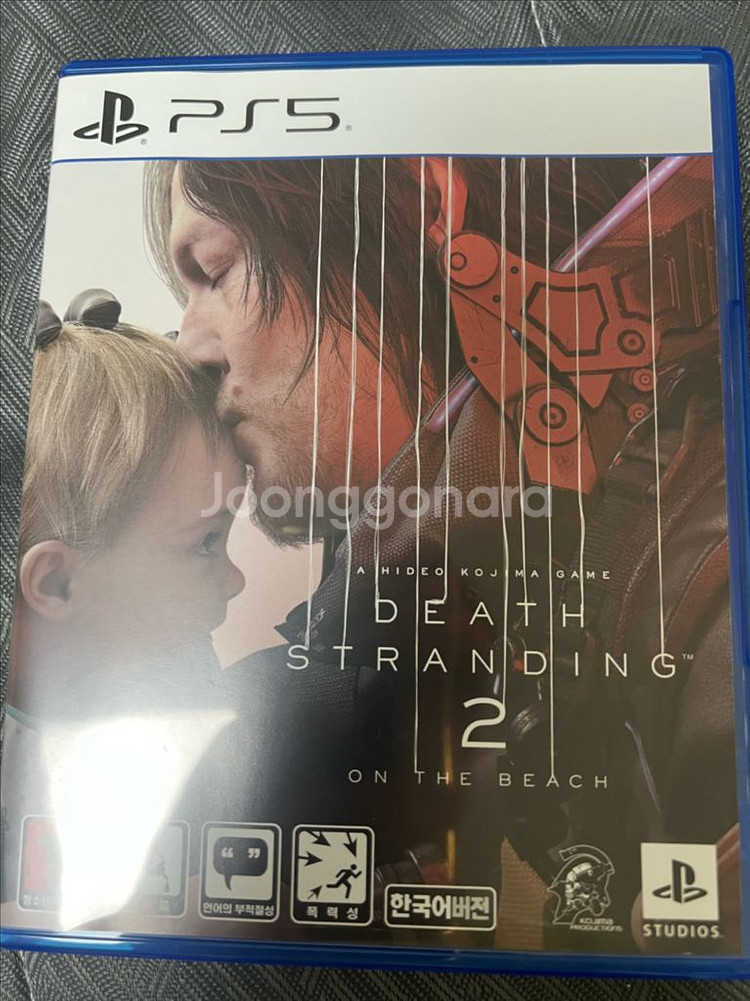 PS5
Joonggonara
A HIDEO KOJIMA GAME
DEATH
STRANDING™
2
ON THE BEACH
언어의 부적절성
폭력성
한국어버전
KOJIMA
PRODUCTIONS
STUDIOS